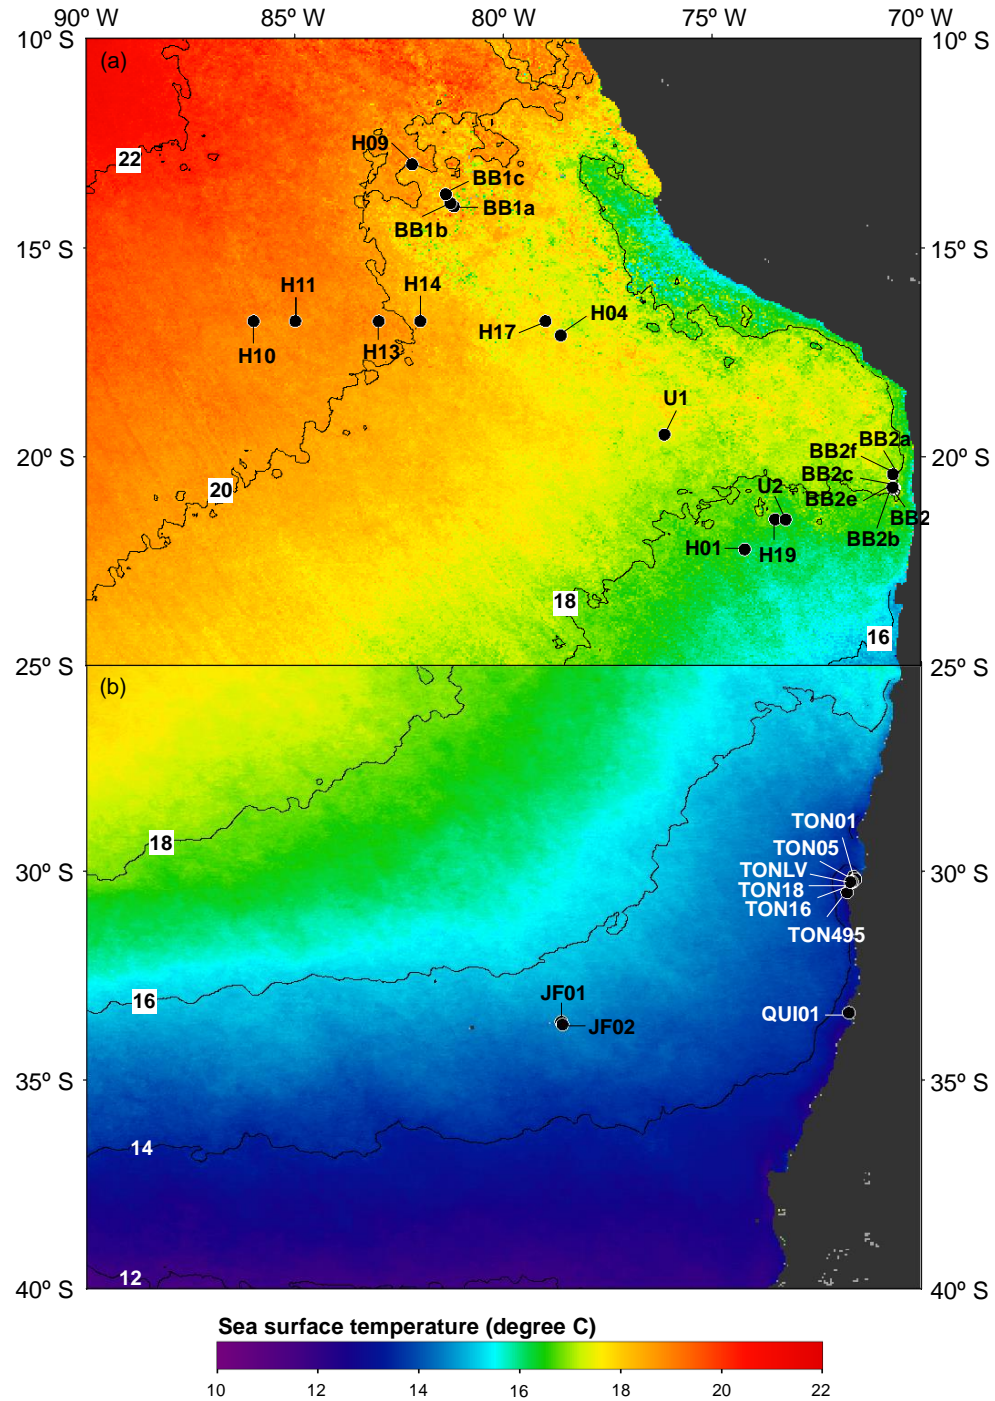 90º W 85º W 80º W 75º W 70º W
10º S 10º S
(a)
H09
22
BB1c
BB1a
BB1b
15º S 15º S
H11 H14
H04
H17
H10 H13
U1
BB2a
BB2f
20º S 20º S
BB2c
U2
20
BB2e
BB2
BB2b
H01 H19
18
16
25º S 25º S
(b)
TON01
18
TON05
TONLV
30º S 30º S
TON18
TON16
TON495
JF01
16
QUI01
JF02
35º S 35º S
14
12
40º S 40º S
Sea surface temperature (degree C)
10 12 14 16 18 20 22